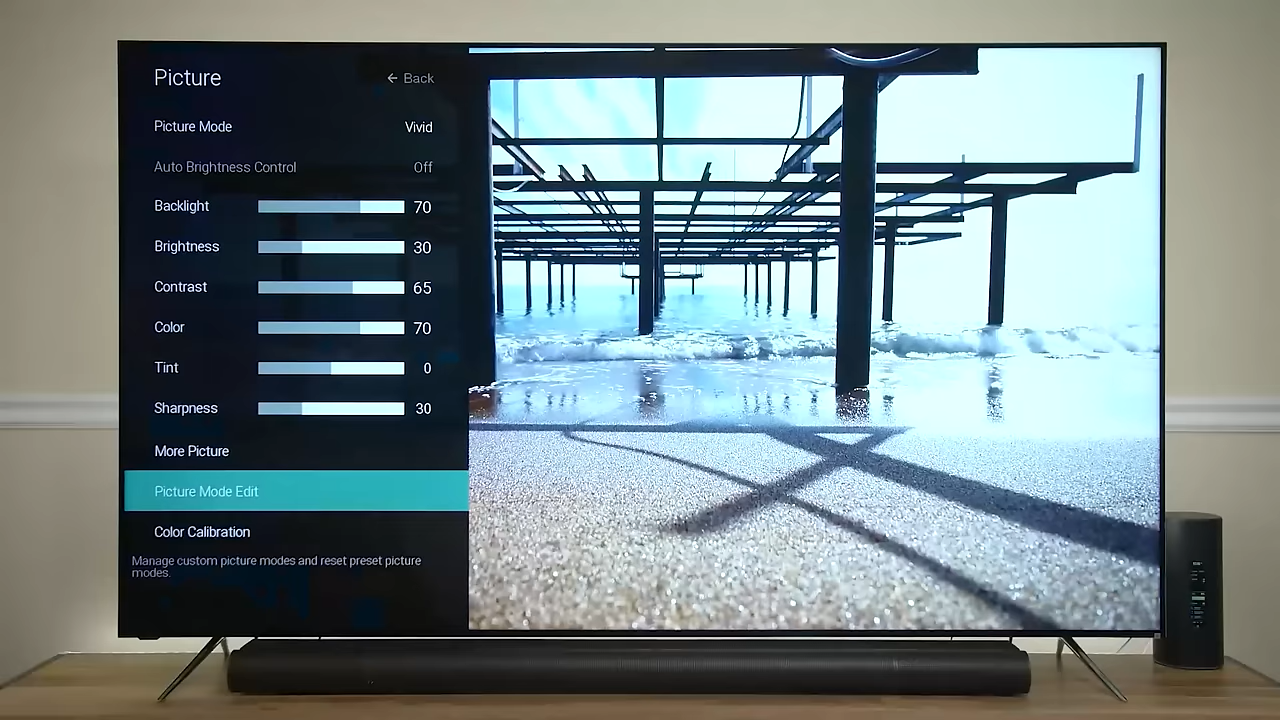 Picture
← Back
Picture Mode Vivid
Auto Brightness Control Off
Backlight 70
Brightness 30
Contrast 65
Color 70
Tint 0
Sharpness 30
More Picture
Picture Mode Edit
Color Calibration
Manage custom picture modes and reset preset picture
modes.